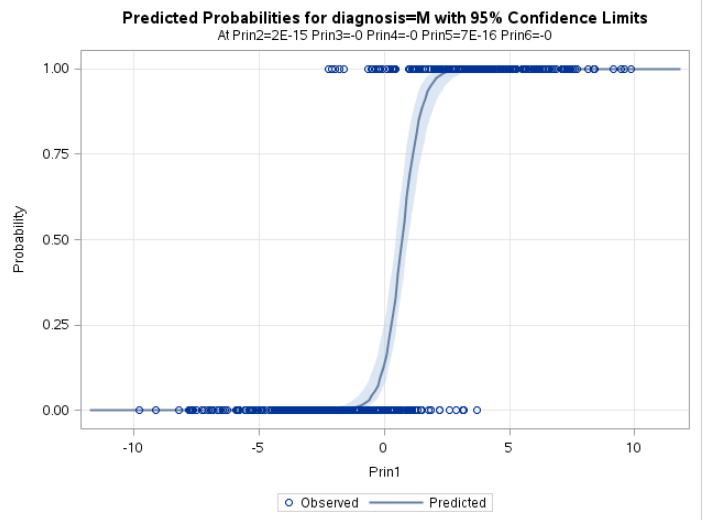 Predicted Probabilities for diagnosis=M with 95% Confidence Limits
At Prin2=2E-15 Prin3=-0 Prin4=-0 Prin5=7E-16 Prin6=-0
1.00
0.75
0.50
0.25
0.00
Probability
-10 -5 0 5 10
Prin1
Observed Predicted